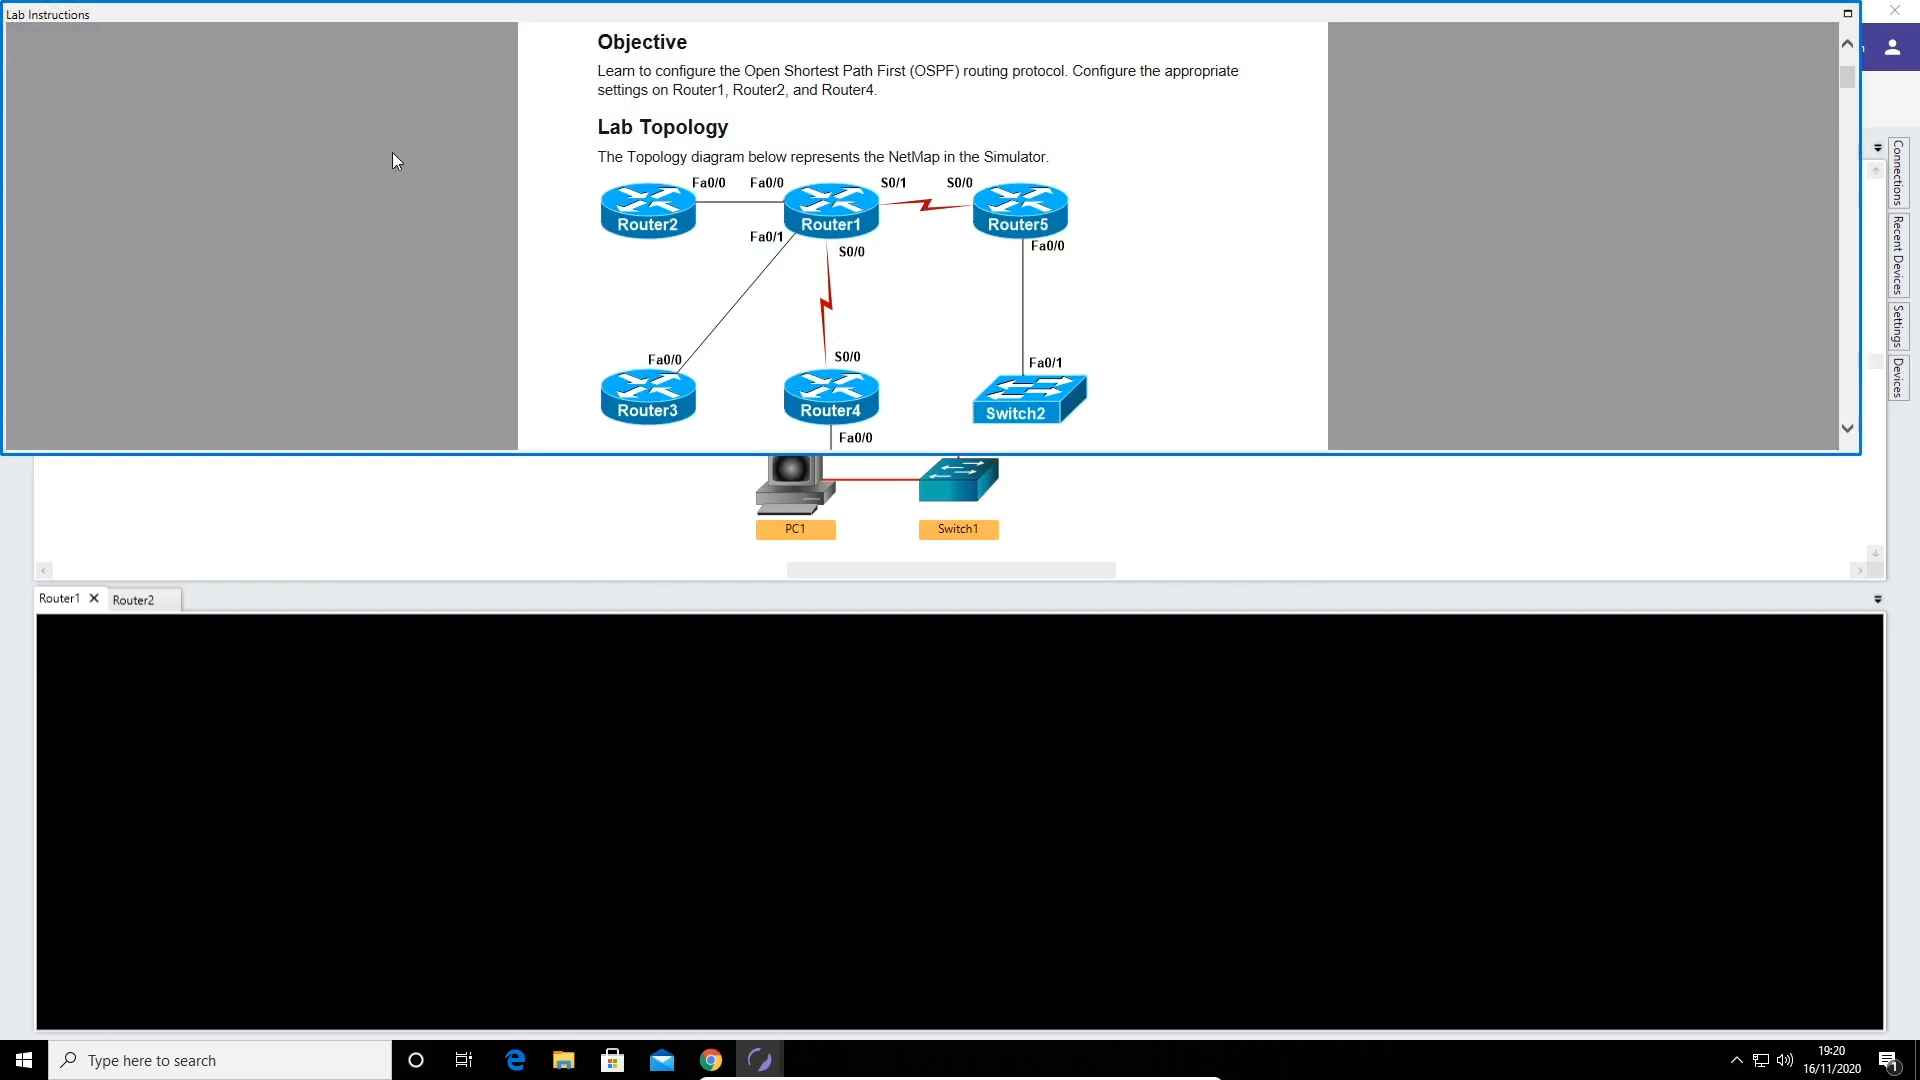 Lab Instructions
Objective
Learn to configure the Open Shortest Path First (OSPF) routing protocol. Configure the appropriate
settings on Router1, Router2, and Router4.
Lab Topology
The Topology diagram below represents the NetMap in the Simulator.
Fa0/0 Fa0/0 S0/1 S0/0
Router2 Router1 Router5
Fa0/1 S0/0 Fa0/0
Fa0/0 S0/0 Fa0/1
Router3 Router4 Switch2
Fa0/0
Connections
Recent Devices
Settings
Devices
PC1 Switch1
Router1 Router2
Type here to search
19:20
16/11/2020
1